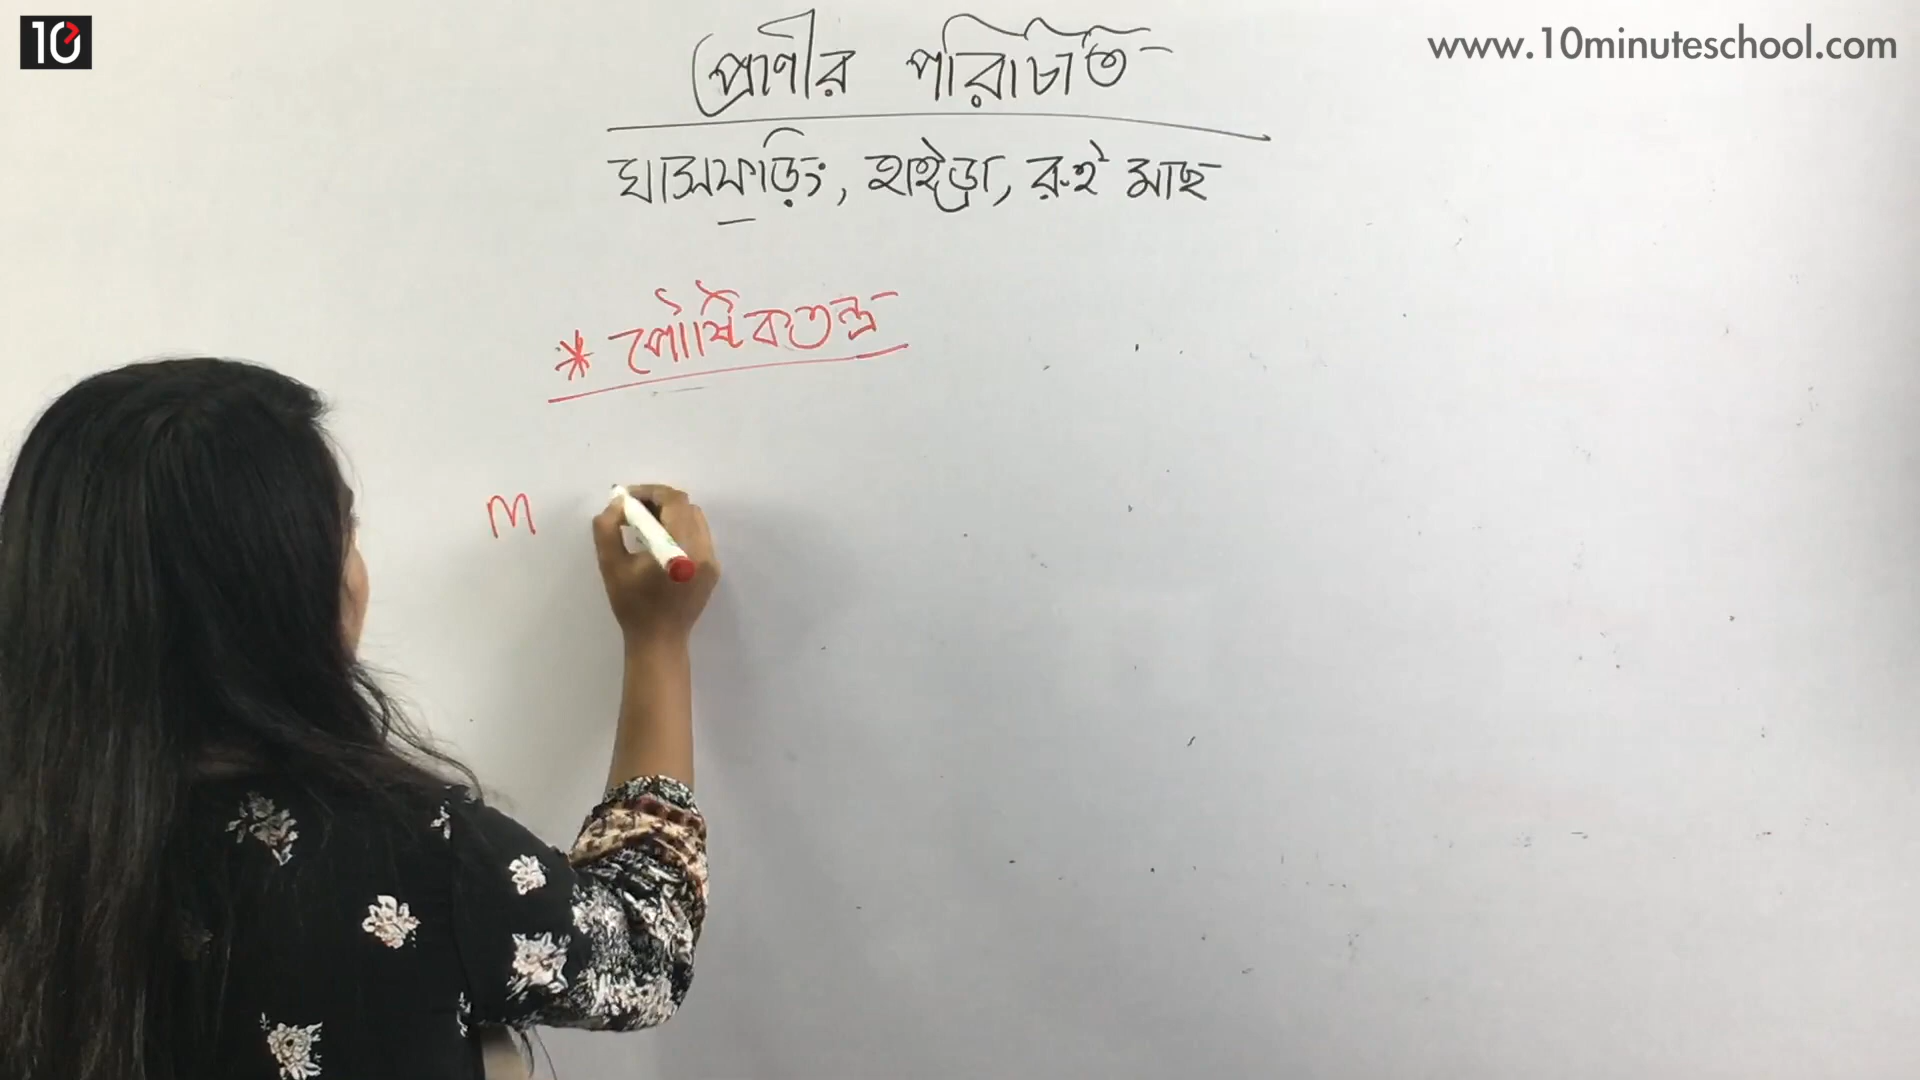 10
www.10minuteschool.com
প্রাণীর পরিচিতি
ঘাসফড়িং, হাইড্রা, রুই মাছ
* পৌষ্টিকতন্ত্র
m